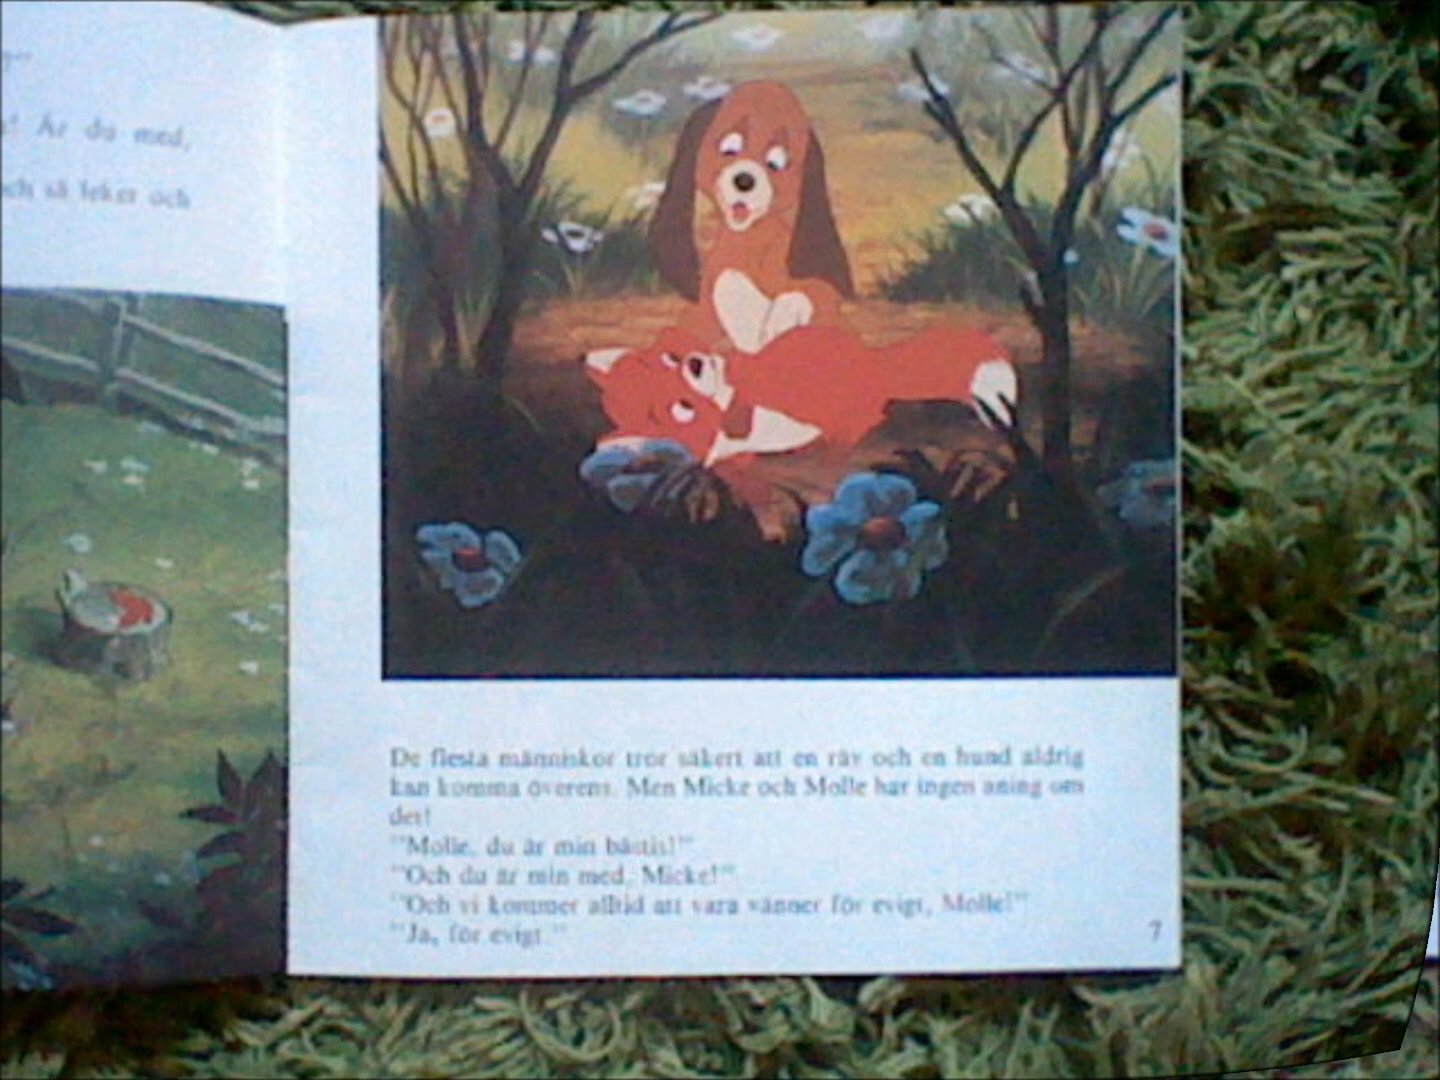 Är du med,
så leker och
De flesta människor tror säkert att en räv och en hund aldrig
kan komma överens. Men Micke och Molle har ingen aning om
det!
"Molle, du är min bästis!"
"Och du är min med, Micke!"
"Och vi kommer alltid att vara vänner för evigt, Molle!"
"Ja, för evigt."
7